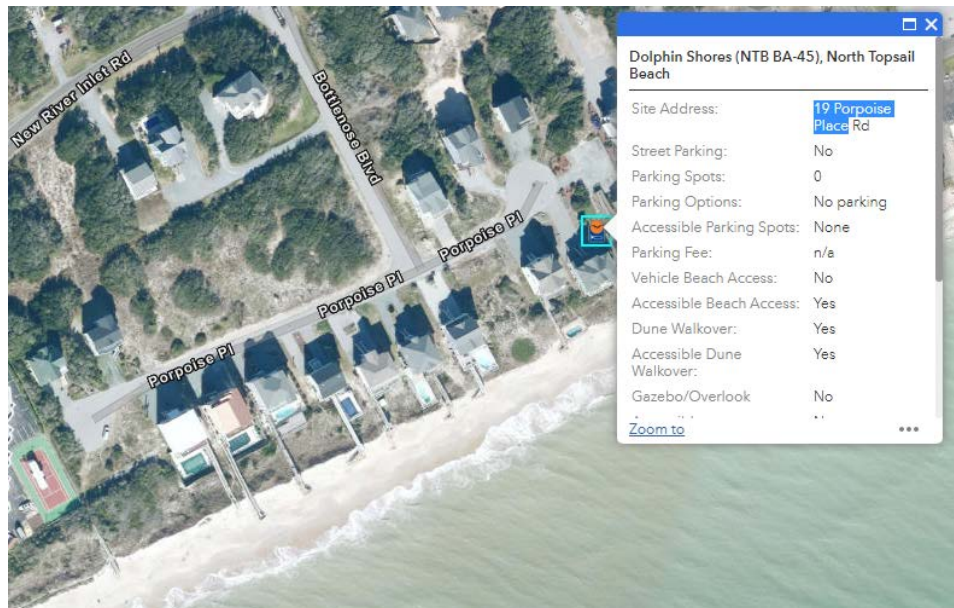 New River Inlet Rd
Bottlenose Blvd
Porpoise Pl
Porpoise Pl
Porpoise Pl
Dolphin Shores (NTB BA-45), North Topsail
Beach
Site Address: 19 Porpoise
Place Rd
Street Parking: No
Parking Spots: 0
Parking Options: No parking
Accessible Parking Spots: None
Parking Fee: n/a
Vehicle Beach Access: No
Accessible Beach Access: Yes
Dune Walkover: Yes
Accessible Dune Yes
Walkover:
Gazebo/Overlook No
Zoom to